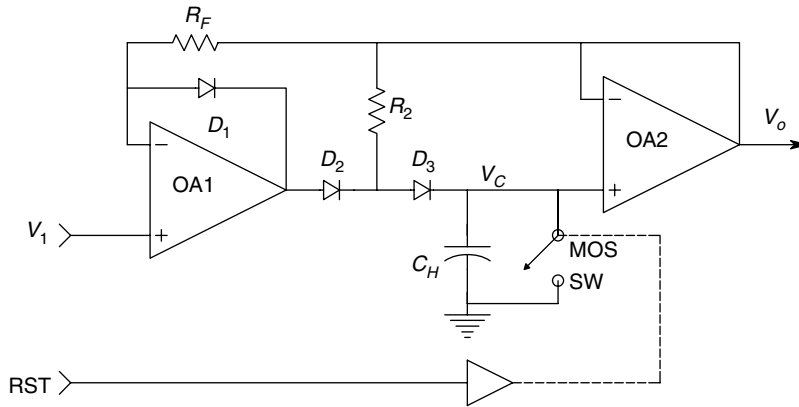 R_F
D_1
R_2
−
OA1
+
V_1
D_2
D_3
V_C
−
OA2
+
V_o
C_H
MOS
SW
RST